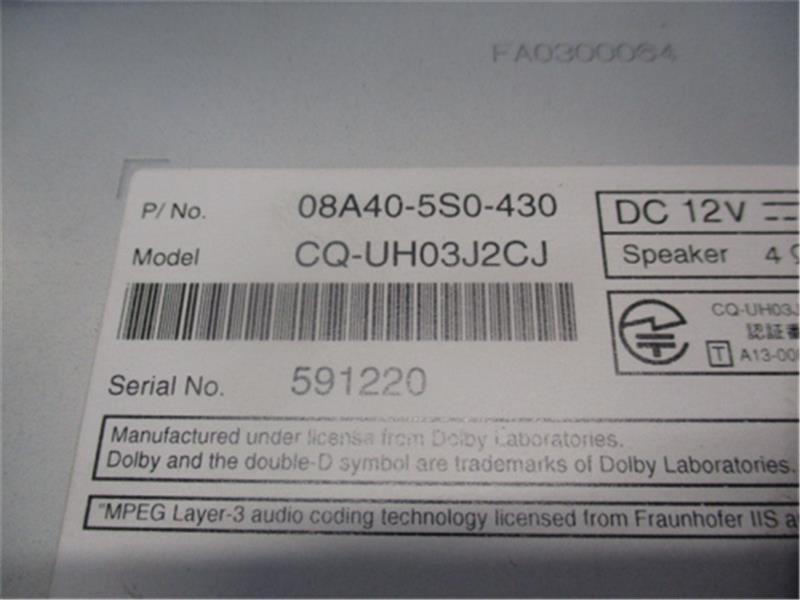 FA0300064
P/ No. 08A40-5S0-430
Model CQ-UH03J2CJ
DC 12V
Speaker 4
CQ-UH03J
認証番
T A13-00
Serial No. 591220
Manufactured under license from Dolby Laboratories.
Dolby and the double-D symbol are trademarks of Dolby Laboratories.
"MPEG Layer-3 audio coding technology licensed from Fraunhofer IIS a